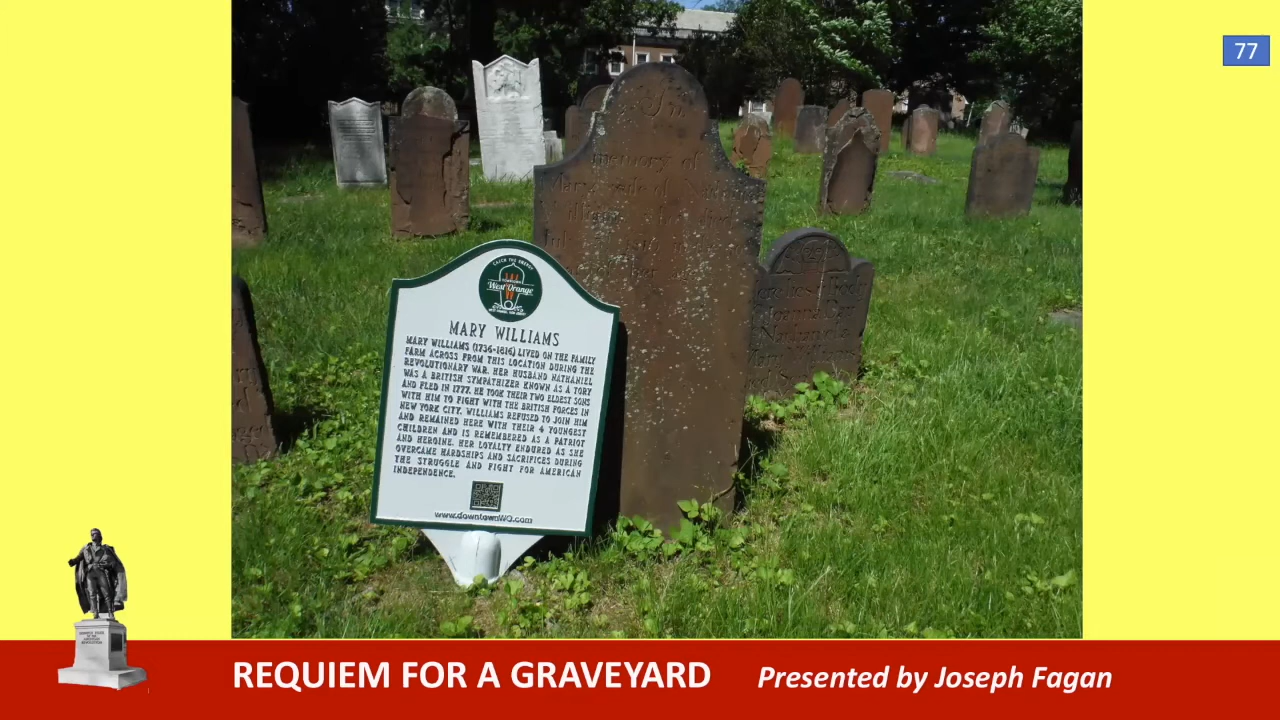 77
In
memory of
CATCH THE ENERGY
DOWNTOWN
West Orange
MARY WILLIAMS
MARY WILLIAMS (1736-1816) LIVED ON THE FAMILY
FARM ACROSS FROM THIS LOCATION DURING THE
REVOLUTIONARY WAR. HER HUSBAND NATHANIEL
WAS A BRITISH SYMPATHIZER KNOWN AS A TORY
AND FLED IN 1777. HE TOOK THEIR TWO ELDEST SONS
WITH HIM TO FIGHT WITH THE BRITISH FORCES IN
NEW YORK CITY. WILLIAMS REFUSED TO JOIN HIM
AND REMAINED HERE WITH THEIR 4 YOUNGEST
CHILDREN AND IS REMEMBERED AS A PATRIOT
AND HEROINE. HER LOYALTY ENDURED AS SHE
OVERCAME HARDSHIPS AND SACRIFICES DURING
THE STRUGGLE AND FIGHT FOR AMERICAN
INDEPENDENCE.
www.downtownWO.com
REQUIEM FOR A GRAVEYARD
Presented by Joseph Fagan